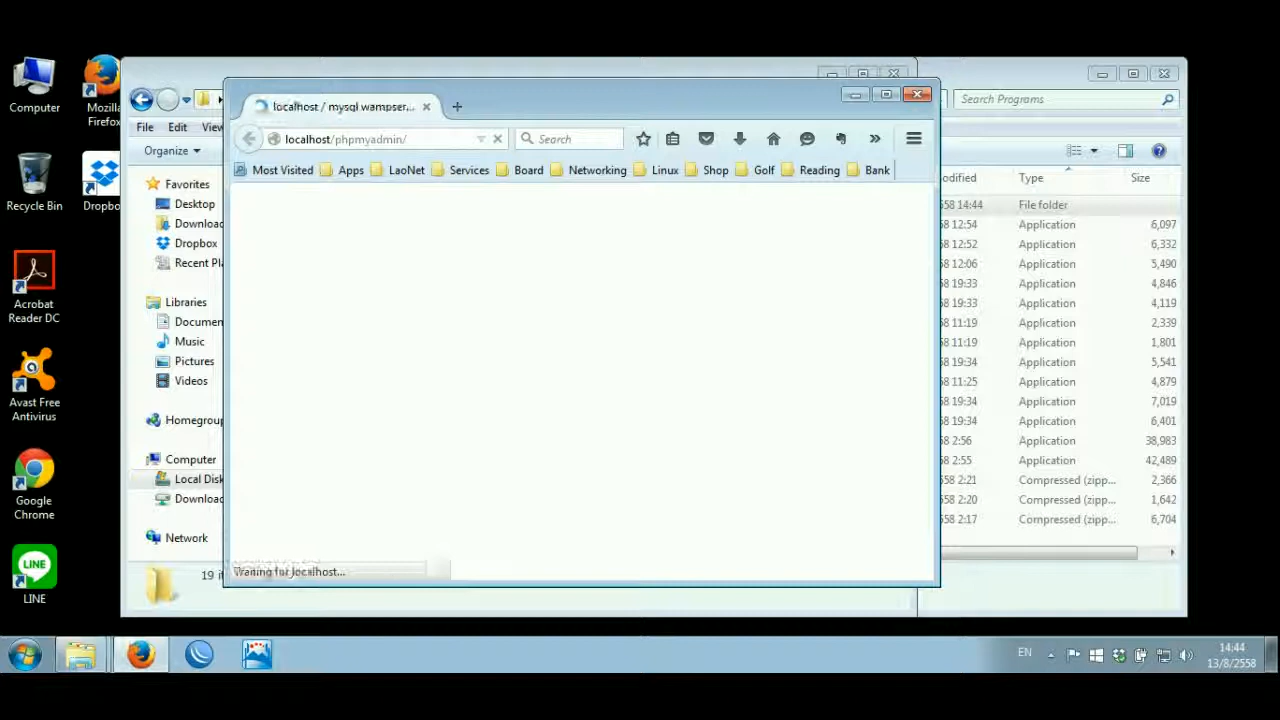 Computer
Mozilla
Firefox
Recycle Bin
Dropbo
Acrobat
Reader DC
Avast Free
Antivirus
Google
Chrome
LINE
LINE
File Edit View
Organize
Favorites
Desktop
Downloac
Dropbox
Recent Pl
Libraries
Documen
Music
Pictures
Videos
Homegroup
Computer
Local Disk
Download
Network
19 it
localhost / mysql wampser...
localhost/phpmyadmin/
Search
Most Visited Apps LaoNet Services Board Networking Linux Shop Golf Reading Bank
Waiting for localhost...
Search Programs
odified Type Size
58 14:44 File folder
58 12:54 Application 6,097
58 12:52 Application 6,332
58 12:06 Application 5,490
58 19:33 Application 4,846
58 19:33 Application 4,119
58 11:19 Application 2,339
58 11:19 Application 1,801
58 19:34 Application 5,541
58 11:25 Application 4,879
58 19:34 Application 7,019
58 19:34 Application 6,401
58 2:56 Application 38,983
58 2:55 Application 42,489
58 2:21 Compressed (zipp... 2,366
58 2:20 Compressed (zipp... 1,642
58 2:17 Compressed (zipp... 6,704
EN
14:44
13/8/2558